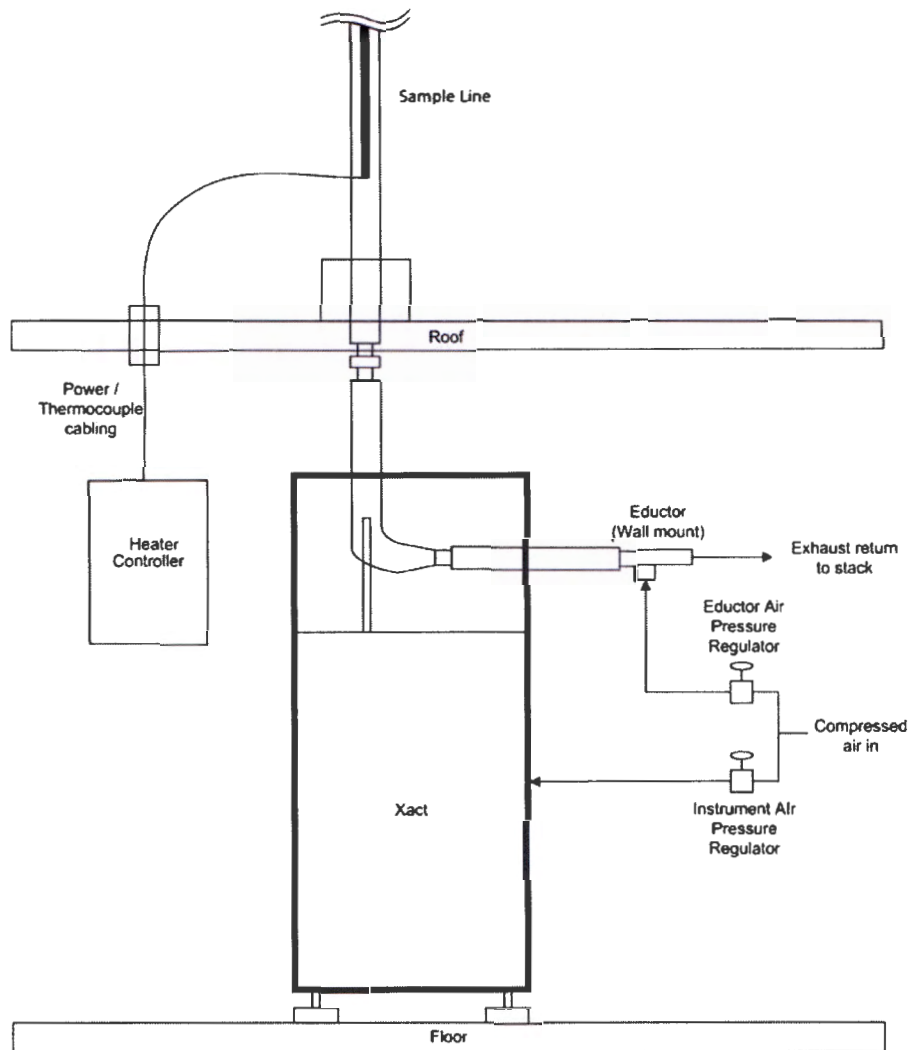 Sample Line
Roof
Power /
Thermocouple
cabling
Heater
Controller
Eductor
(Wall mount)
Exhaust return
to stack
Eductor Air
Pressure
Regulator
Compressed
air in
Xact
Instrument Air
Pressure
Regulator
Floor